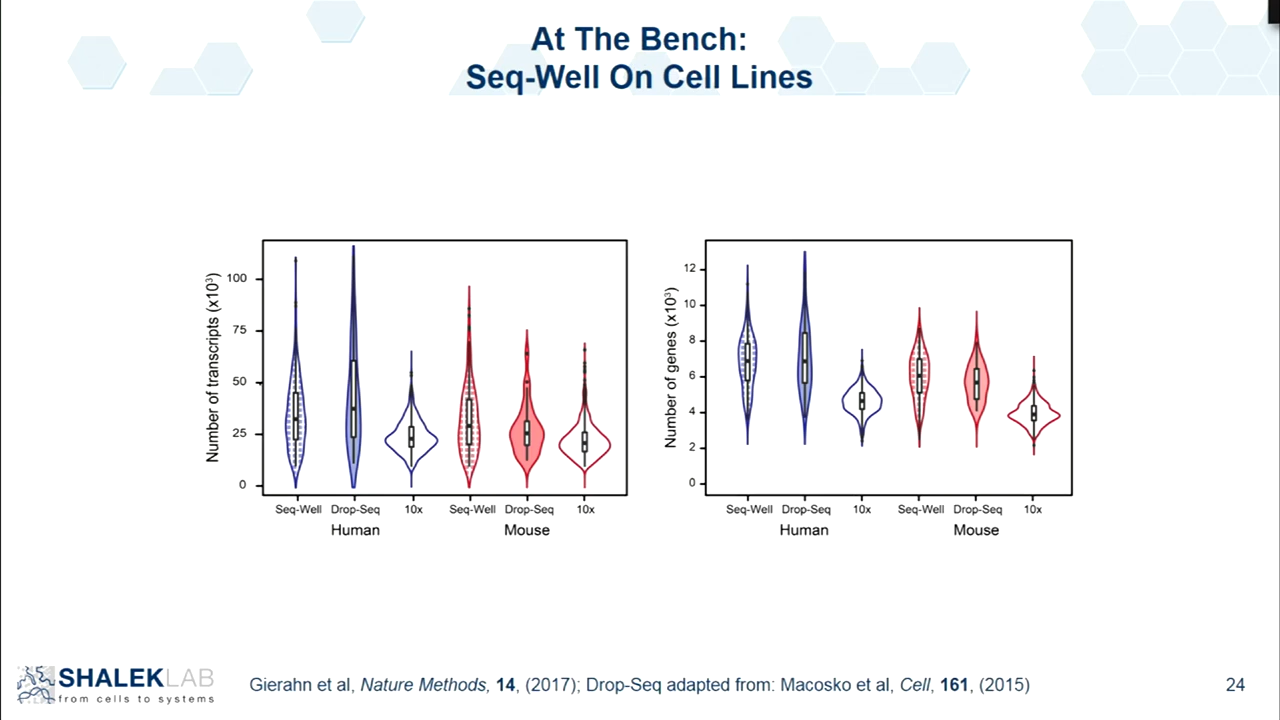 At The Bench:
Seq-Well On Cell Lines
Number of transcripts (x10³)
100
75
50
25
0
Seq-Well Drop-Seq 10x Seq-Well Drop-Seq 10x
Human Mouse
Number of genes (x10³)
12
10
8
6
4
2
0
Seq-Well Drop-Seq 10x Seq-Well Drop-Seq 10x
Human Mouse
SHALEKLAB
from cells to systems
Gierahn et al, Nature Methods, 14, (2017); Drop-Seq adapted from: Macosko et al, Cell, 161, (2015)
24